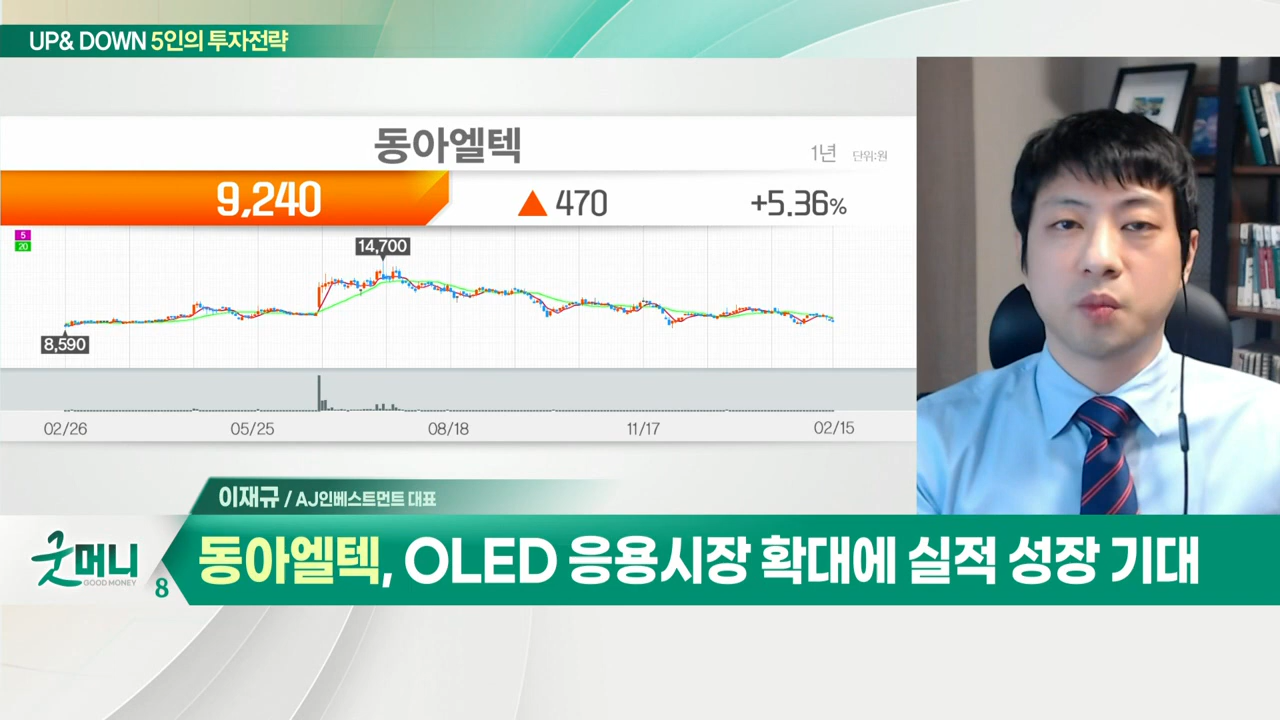 UP& DOWN 5인의 투자전략
동아엘텍
1년 단위:원
9,240 ▲ 470 +5.36%
5
20
14,700
8,590
02/26 05/25 08/18 11/17 02/15
이재규 / AJ인베스트먼트 대표
굿머니
GOOD MONEY
8
동아엘텍, OLED 응용시장 확대에 실적 성장 기대